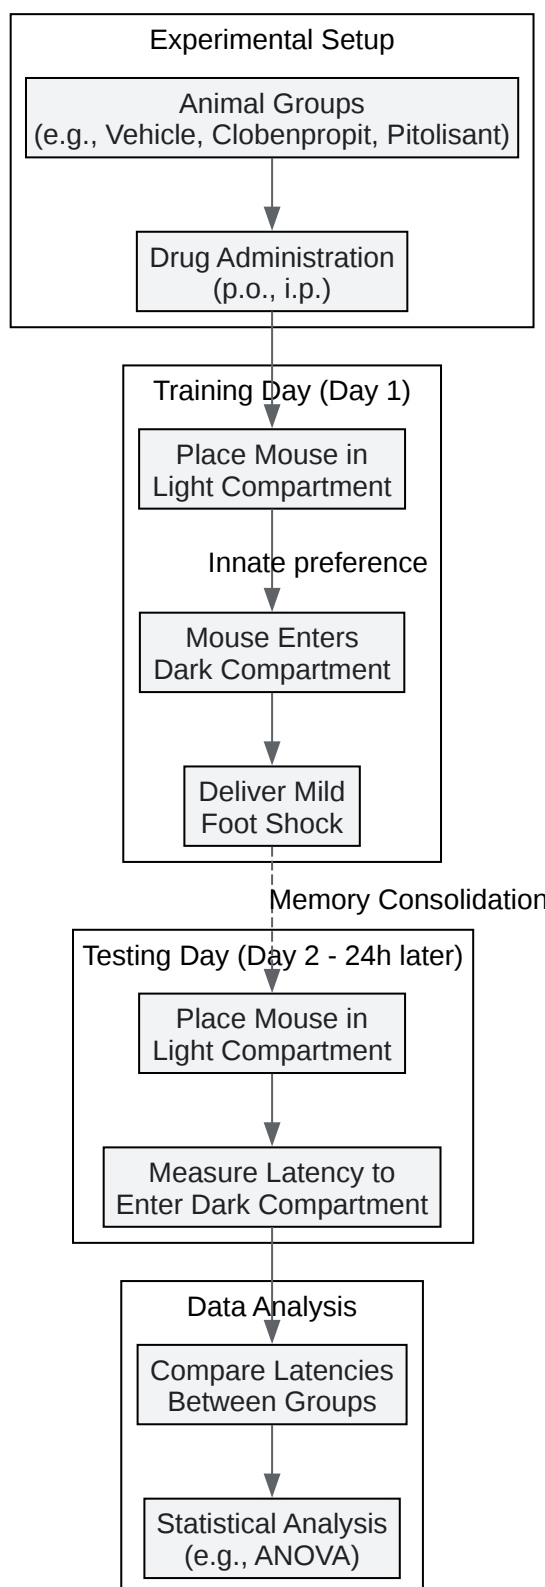 Experimental Setup
Animal Groups
(e.g., Vehicle, Clobenpropit, Pitolisant)
Drug Administration
(p.o., i.p.)
Training Day (Day 1)
Place Mouse in
Light Compartment
Innate preference
Mouse Enters
Dark Compartment
Deliver Mild
Foot Shock
Memory Consolidation
Testing Day (Day 2 - 24h later)
Place Mouse in
Light Compartment
Measure Latency to
Enter Dark Compartment
Data Analysis
Compare Latencies
Between Groups
Statistical Analysis
(e.g., ANOVA)